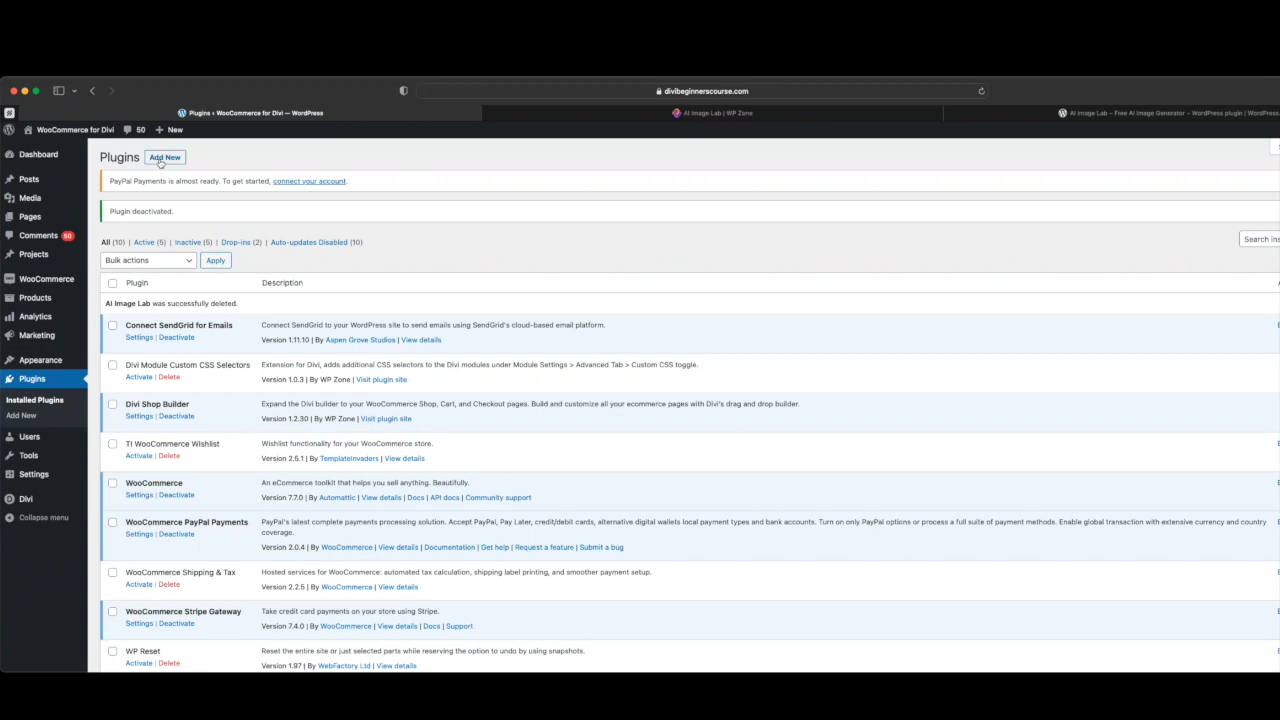 divibeginnerscourse.com
Plugins ‹ WooCommerce for Divi — WordPress
AI Image Lab | WP Zone
AI Image Lab – Free AI Image Generator – WordPress plugin | WordPress.
WooCommerce for Divi 50 + New
Dashboard
Posts
Media
Pages
Comments 50
Projects
WooCommerce
Products
Analytics
Marketing
Appearance
Plugins
Installed Plugins
Add New
Users
Tools
Settings
Divi
Collapse menu
Plugins Add New
PayPal Payments is almost ready. To get started, connect your account.
Plugin deactivated.
All (10) | Active (5) | Inactive (5) | Drop-ins (2) | Auto-updates Disabled (10)
Bulk actions Apply
Search ins
Plugin Description
AI Image Lab was successfully deleted.
Connect SendGrid for Emails
Settings | Deactivate
Connect SendGrid to your WordPress site to send emails using SendGrid's cloud-based email platform.
Version 1.11.10 | By Aspen Grove Studios | View details
Divi Module Custom CSS Selectors
Activate | Delete
Extension for Divi, adds additional CSS selectors to the Divi modules under Module Settings > Advanced Tab > Custom CSS toggle.
Version 1.0.3 | By WP Zone | Visit plugin site
Divi Shop Builder
Settings | Deactivate
Expand the Divi builder to your WooCommerce Shop, Cart, and Checkout pages. Build and customize all your ecommerce pages with Divi's drag and drop builder.
Version 1.2.30 | By WP Zone | Visit plugin site
TI WooCommerce Wishlist
Activate | Delete
Wishlist functionality for your WooCommerce store.
Version 2.5.1 | By TemplateInvaders | View details
WooCommerce
Settings | Deactivate
An eCommerce toolkit that helps you sell anything. Beautifully.
Version 7.7.0 | By Automattic | View details | Docs | API docs | Community support
WooCommerce PayPal Payments
Settings | Deactivate
PayPal's latest complete payments processing solution. Accept PayPal, Pay Later, credit/debit cards, alternative digital wallets local payment types and bank accounts. Turn on only PayPal options or process a full suite of payment methods. Enable global transaction with extensive currency and country
coverage.
Version 2.0.4 | By WooCommerce | View details | Documentation | Get help | Request a feature | Submit a bug
WooCommerce Shipping & Tax
Activate | Delete
Hosted services for WooCommerce: automated tax calculation, shipping label printing, and smoother payment setup.
Version 2.2.5 | By WooCommerce | View details
WooCommerce Stripe Gateway
Settings | Deactivate
Take credit card payments on your store using Stripe.
Version 7.4.0 | By WooCommerce | View details | Docs | Support
WP Reset
Activate | Delete
Reset the entire site or just selected parts while reserving the option to undo by using snapshots.
Version 1.97 | By WebFactory Ltd | View details